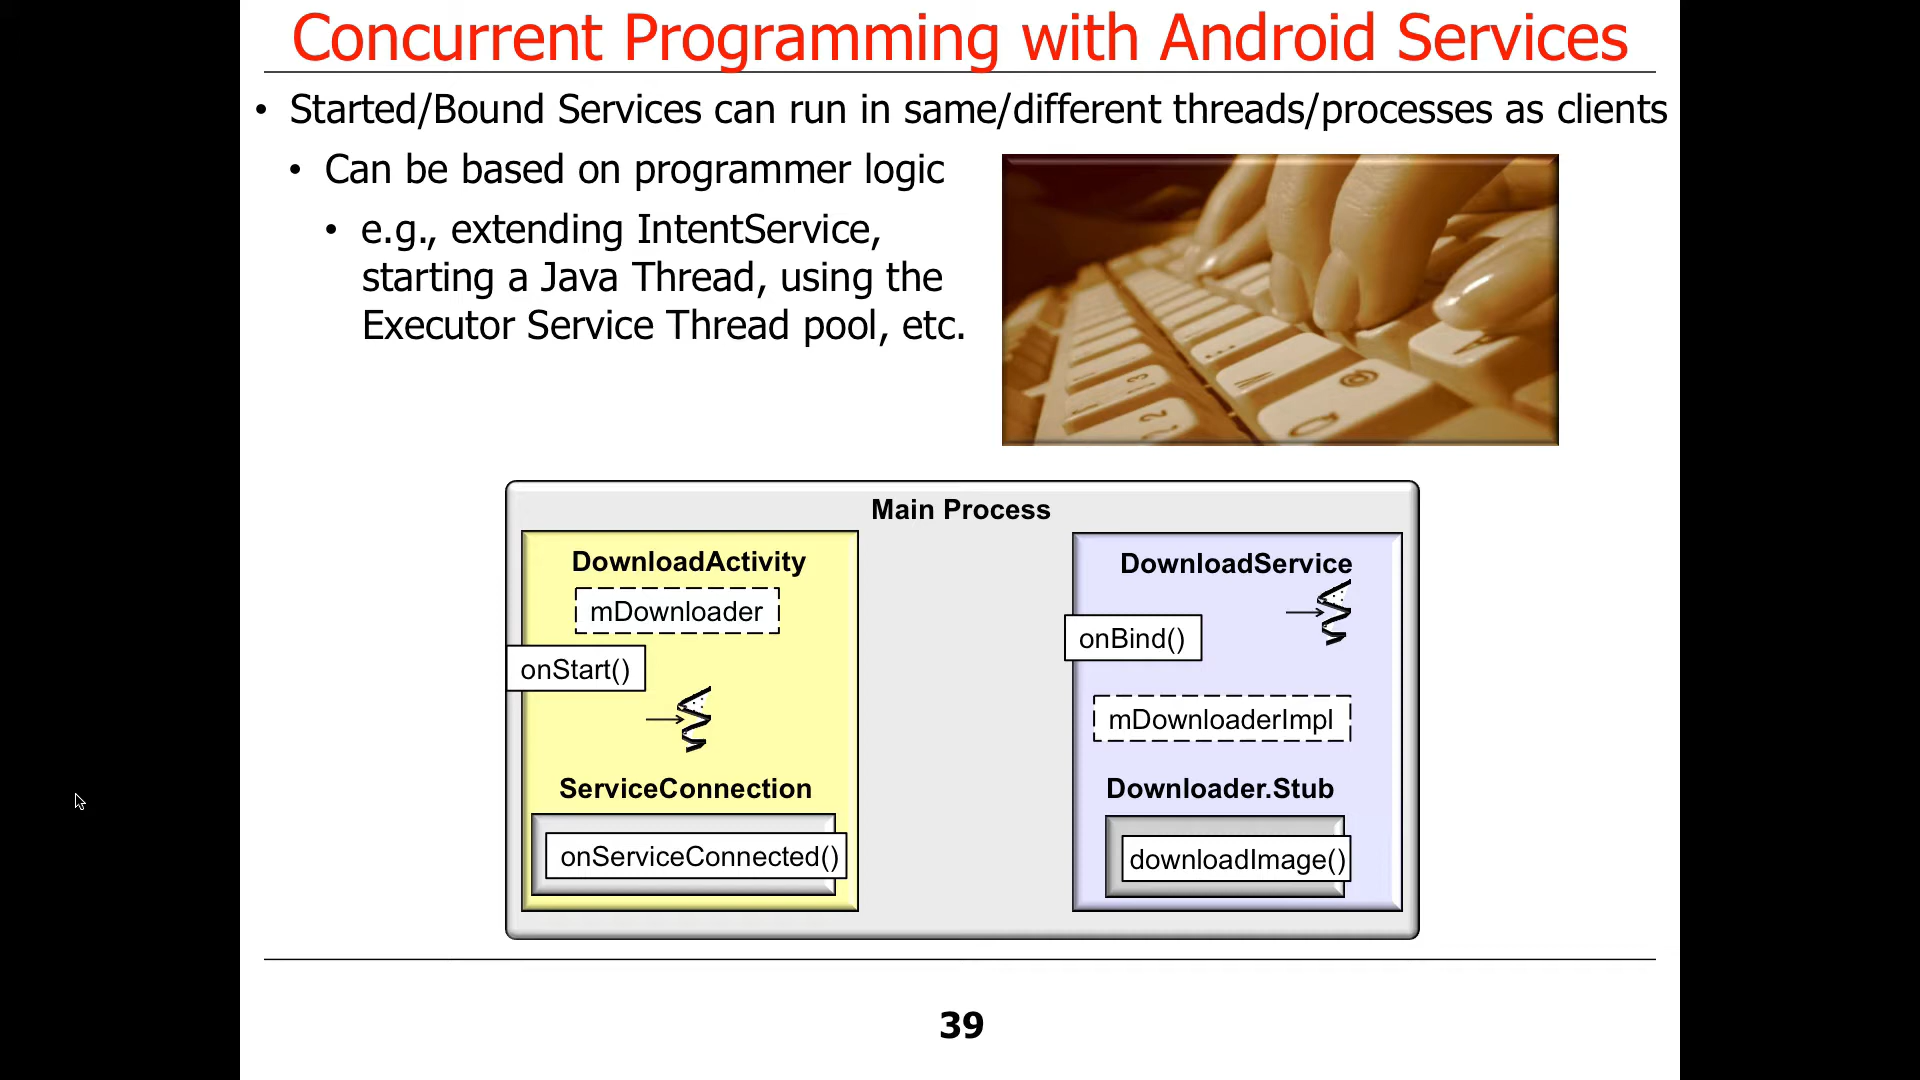 Concurrent Programming with Android Services
• Started/Bound Services can run in same/different threads/processes as clients
• Can be based on programmer logic
• e.g., extending IntentService,
starting a Java Thread, using the
Executor Service Thread pool, etc.
Main Process
DownloadActivity
mDownloader
onStart()
ServiceConnection
onServiceConnected()
DownloadService
onBind()
mDownloaderImpl
Downloader.Stub
downloadImage()
39